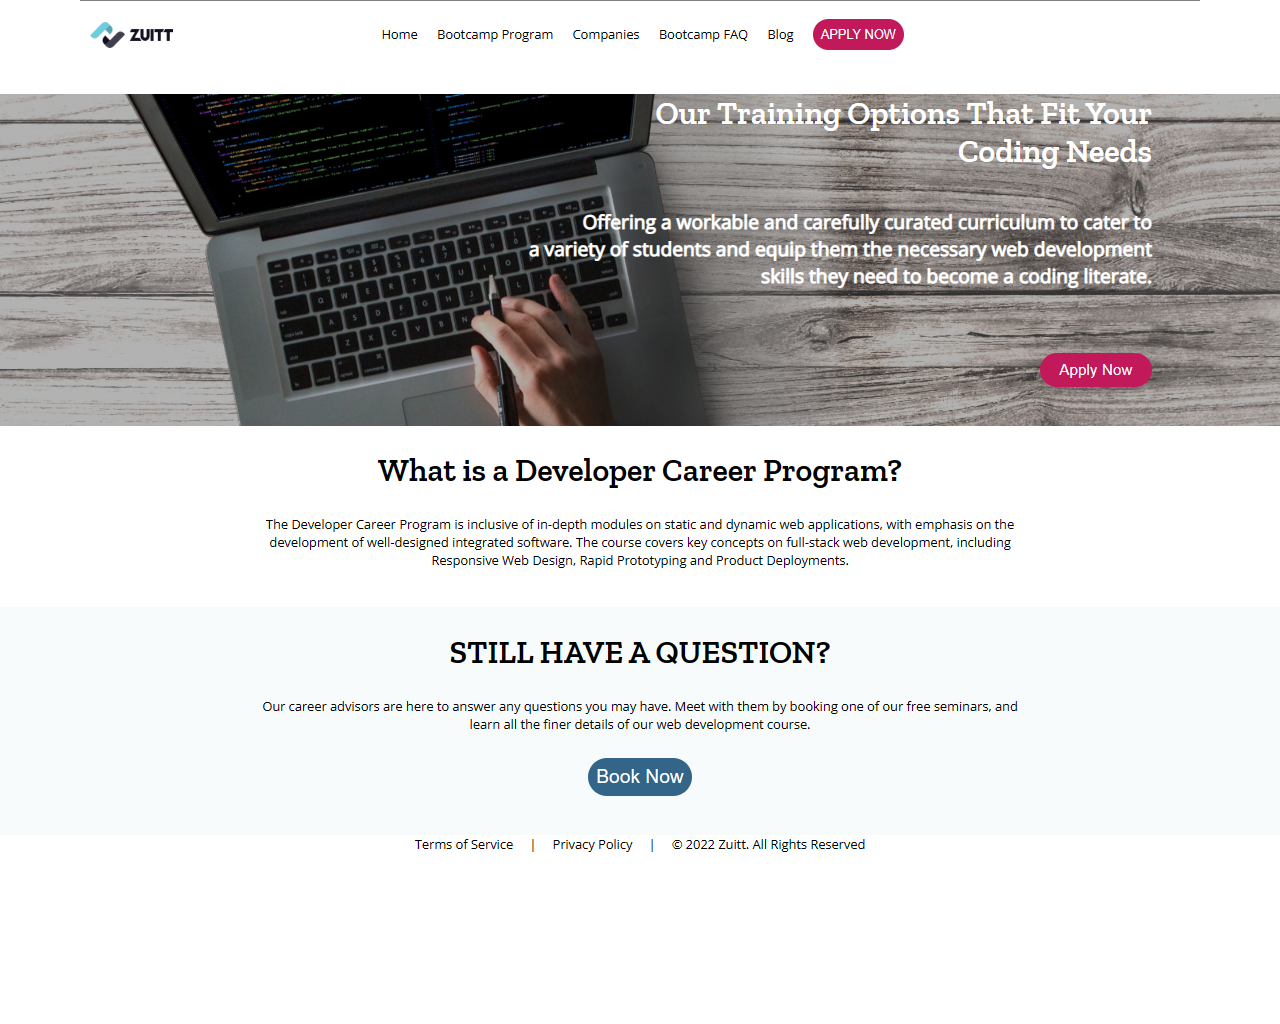 ZUITT
Home Bootcamp Program Companies Bootcamp FAQ Blog APPLY NOW
Our Training Options That Fit Your
Coding Needs
Offering a workable and carefully curated curriculum to cater to
a variety of students and equip them the necessary web development
skills they need to become a coding literate.
Apply Now
What is a Developer Career Program?
The Developer Career Program is inclusive of in-depth modules on static and dynamic web applications, with emphasis on the
development of well-designed integrated software. The course covers key concepts on full-stack web development, including
Responsive Web Design, Rapid Prototyping and Product Deployments.
STILL HAVE A QUESTION?
Our career advisors are here to answer any questions you may have. Meet with them by booking one of our free seminars, and
learn all the finer details of our web development course.
Book Now
Terms of Service | Privacy Policy | © 2022 Zuitt. All Rights Reserved